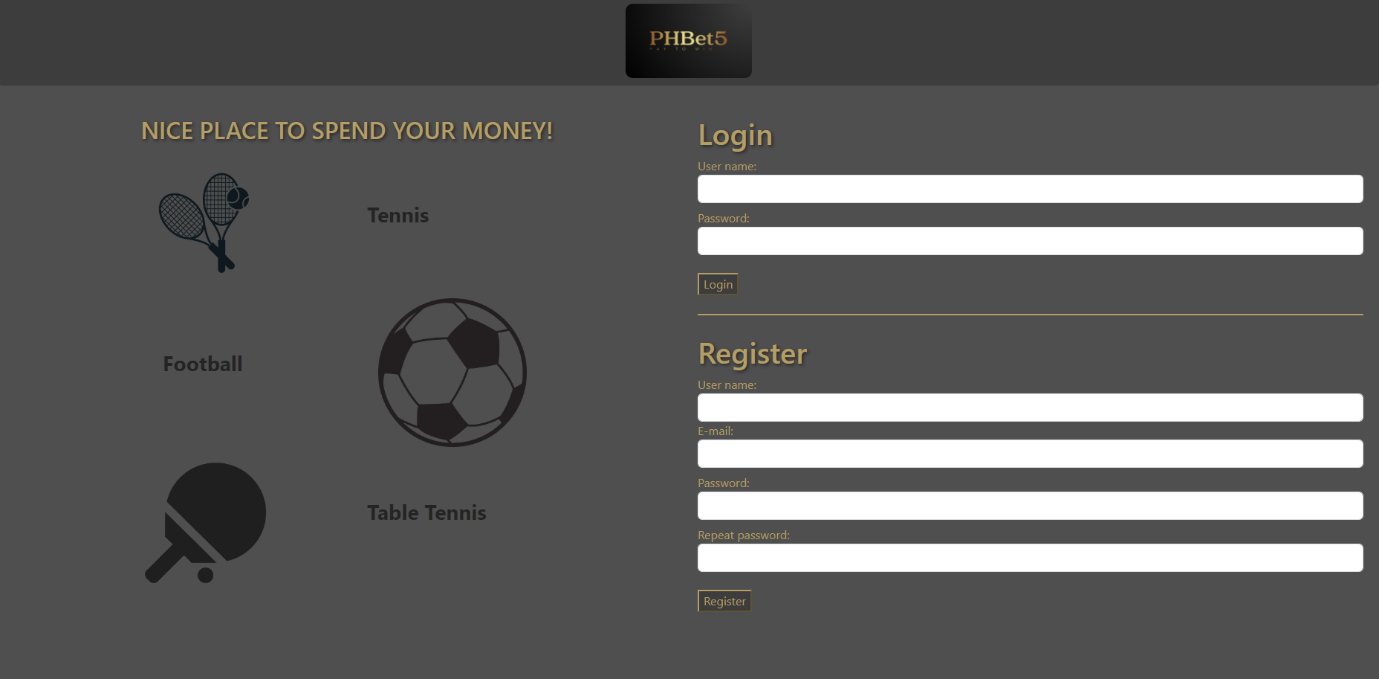 PHBet5
NICE PLACE TO SPEND YOUR MONEY!
Tennis
Football
Table Tennis
Login
User name:
Password:
Login
Register
User name:
E-mail:
Password:
Repeat password:
Register